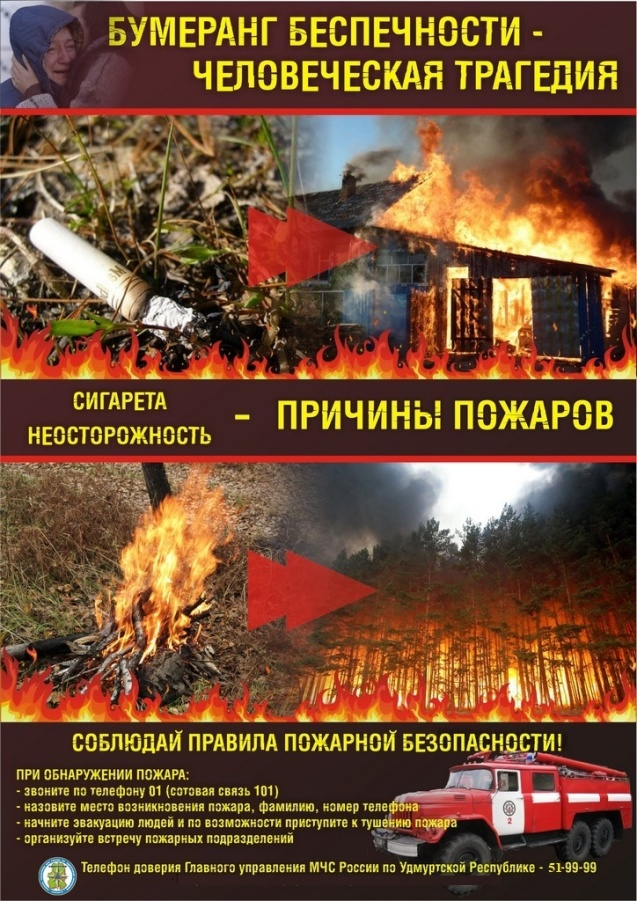 БУМЕРАНГ БЕСПЕЧНОСТИ -
ЧЕЛОВЕЧЕСКАЯ ТРАГЕДИЯ
СИГАРЕТА
НЕОСТОРОЖНОСТЬ
- ПРИЧИНЫ ПОЖАРОВ
СОБЛЮДАЙ ПРАВИЛА ПОЖАРНОЙ БЕЗОПАСНОСТИ!
ПРИ ОБНАРУЖЕНИИ ПОЖАРА:
- звоните по телефону 01 (сотовая связь 101)
- назовите место возникновения пожара, фамилию, номер телефона
- начните эвакуацию людей и по возможности приступите к тушению пожара
- организуйте встречу пожарных подразделений
2
Телефон доверия Главного управления МЧС России по Удмуртской Республике - 51-99-99